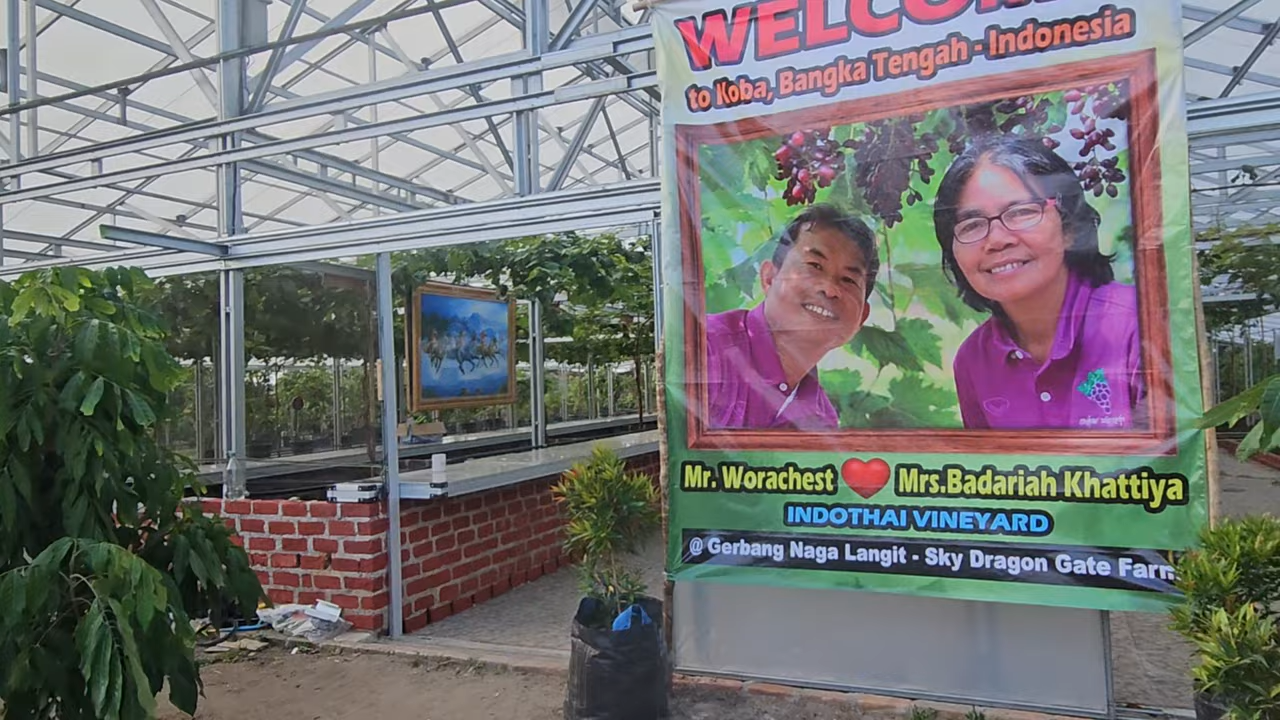 WELCOME
to Koba, Bangka Tengah - Indonesia
Mr. Worachest Mrs.Badariah Khattiya
INDOTHAI VINEYARD
@ Gerbang Naga Langit - Sky Dragon Gate Farm